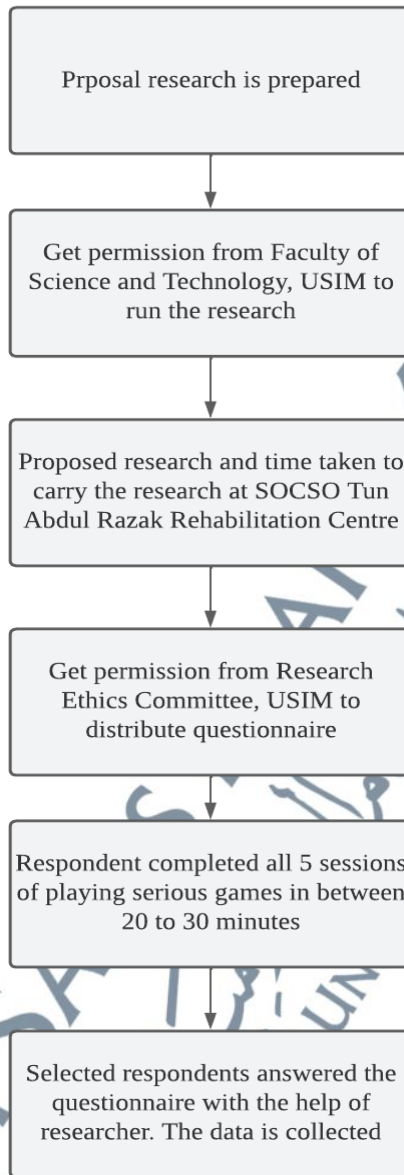 Prposal research is prepared
Get permission from Faculty of
Science and Technology, USIM to
run the research
Proposed research and time taken to
carry the research at SOCSO Tun
Abdul Razak Rehabilitation Centre
Get permission from Research
Ethics Committee, USIM to
distribute questionnaire
Respondent completed all 5 sessions
of playing serious games in between
20 to 30 minutes
Selected respondents answered the
questionnaire with the help of
researcher. The data is collected